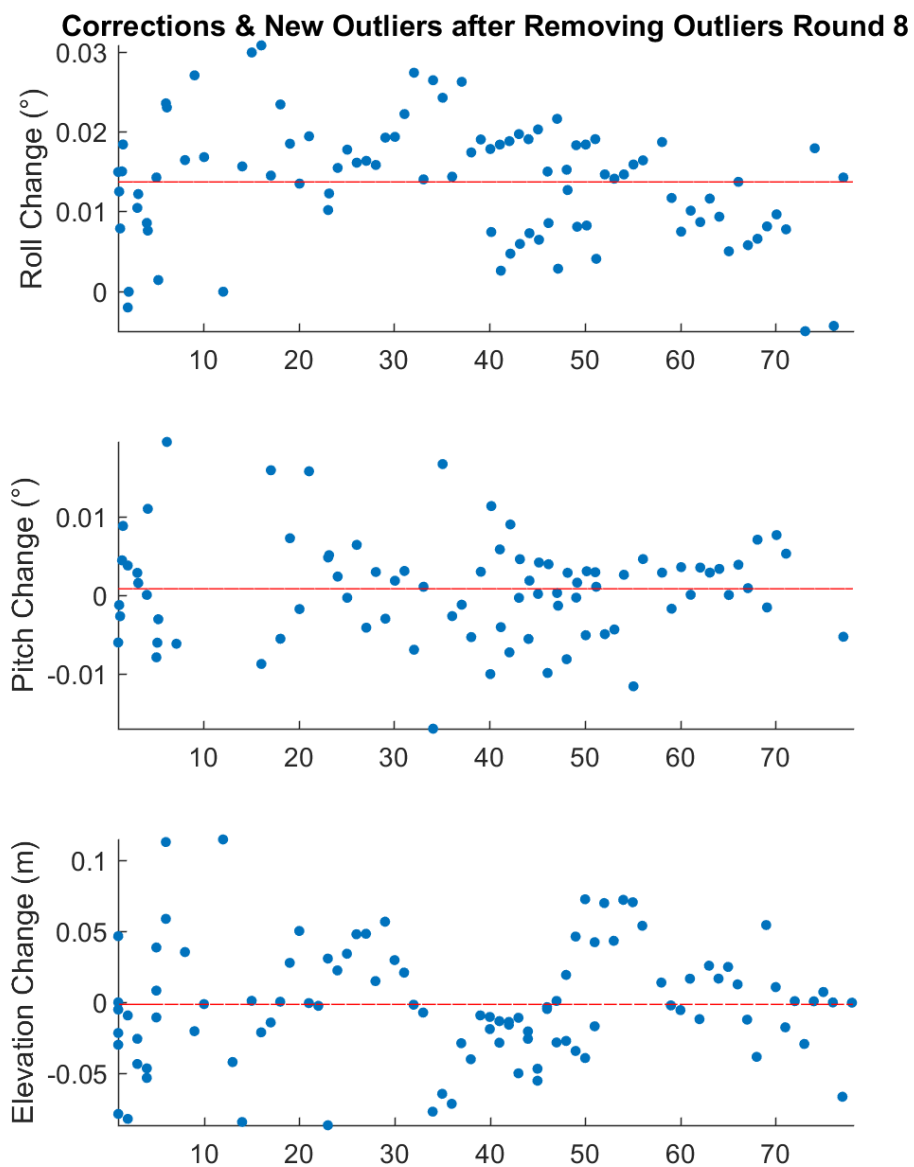 Corrections & New Outliers after Removing Outliers Round 8
Roll Change (°)
0.03
0.02
0.01
0
10 20 30 40 50 60 70
Pitch Change (°)
0.01
0
-0.01
10 20 30 40 50 60 70
Elevation Change (m)
0.1
0.05
0
-0.05
10 20 30 40 50 60 70